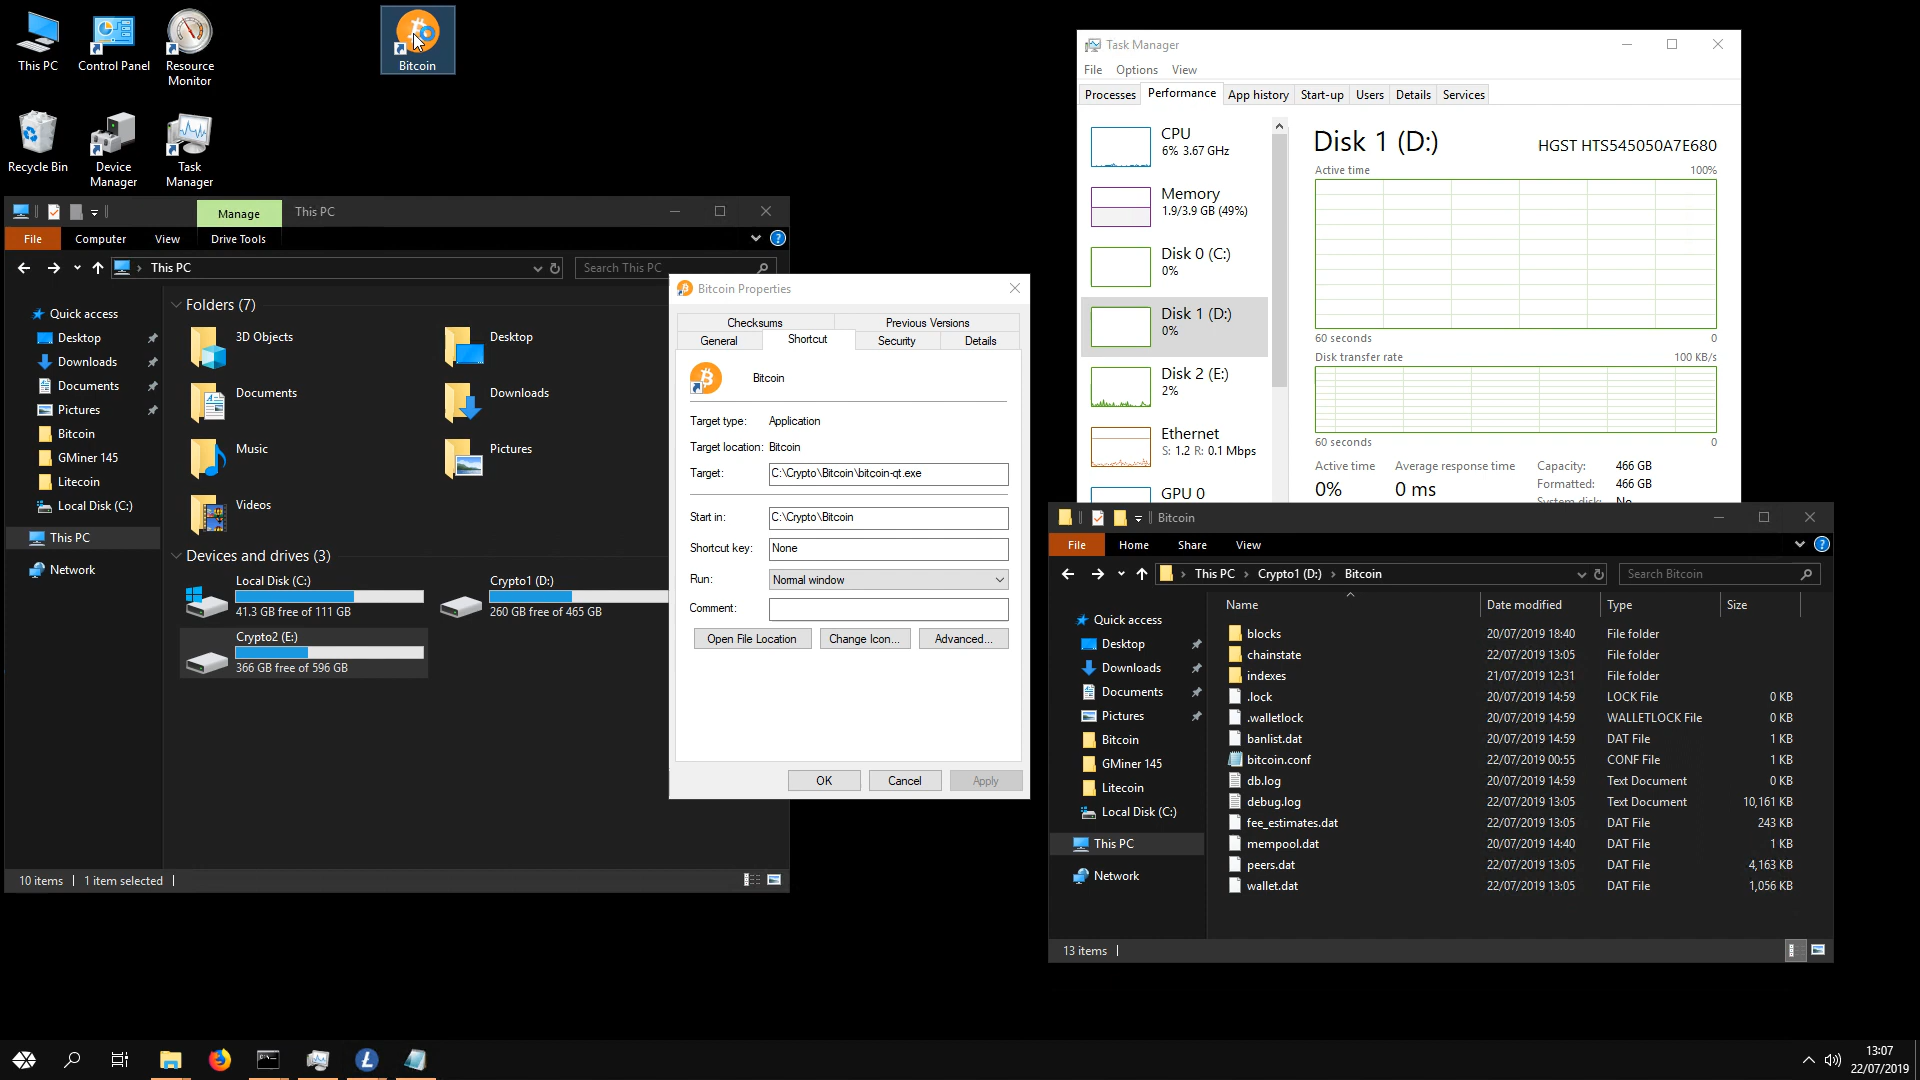 This PC
Control Panel
Resource
Monitor
Bitcoin
Recycle Bin
Device
Manager
Task
Manager
Manage
This PC
File
Computer
View
Drive Tools
This PC
Search This PC
Quick access
Desktop
Downloads
Documents
Pictures
Bitcoin
GMiner 145
Litecoin
Local Disk (C:)
This PC
Network
Folders (7)
3D Objects
Desktop
Documents
Downloads
Music
Pictures
Videos
Devices and drives (3)
Local Disk (C:)
41.3 GB free of 111 GB
Crypto1 (D:)
260 GB free of 465 GB
Crypto2 (E:)
366 GB free of 596 GB
10 items
1 item selected
Bitcoin Properties
Checksums
Previous Versions
General
Shortcut
Security
Details
Bitcoin
Target type: Application
Target location: Bitcoin
Target: C:\Crypto\Bitcoin\bitcoin-qt.exe
Start in: C:\Crypto\Bitcoin
Shortcut key: None
Run: Normal window
Comment:
Open File Location
Change Icon...
Advanced...
OK
Cancel
Apply
Task Manager
File
Options
View
Processes
Performance
App history
Start-up
Users
Details
Services
CPU
6% 3.67 GHz
Memory
1.9/3.9 GB (49%)
Disk 0 (C:)
0%
Disk 1 (D:)
0%
Disk 2 (E:)
2%
Ethernet
S: 1.2 R: 0.1 Mbps
GPU 0
Disk 1 (D:)
HGST HTS545050A7E680
Active time
100%
60 seconds
0
Disk transfer rate
100 KB/s
60 seconds
0
Active time
0%
Average response time
0 ms
Capacity: 466 GB
Formatted: 466 GB
System disk: No
Bitcoin
File
Home
Share
View
This PC
Crypto1 (D:)
Bitcoin
Search Bitcoin
Quick access
Desktop
Downloads
Documents
Pictures
Bitcoin
GMiner 145
Litecoin
Local Disk (C:)
This PC
Network
Name Date modified Type Size
blocks 20/07/2019 18:40 File folder
chainstate 22/07/2019 13:05 File folder
indexes 21/07/2019 12:31 File folder
.lock 20/07/2019 14:59 LOCK File 0 KB
.walletlock 20/07/2019 14:59 WALLETLOCK File 0 KB
banlist.dat 20/07/2019 14:59 DAT File 1 KB
bitcoin.conf 22/07/2019 00:55 CONF File 1 KB
db.log 20/07/2019 14:59 Text Document 0 KB
debug.log 22/07/2019 13:05 Text Document 10,161 KB
fee_estimates.dat 22/07/2019 13:05 DAT File 243 KB
mempool.dat 20/07/2019 14:40 DAT File 1 KB
peers.dat 22/07/2019 13:05 DAT File 4,163 KB
wallet.dat 22/07/2019 13:05 DAT File 1,056 KB
13 items
13:07
22/07/2019